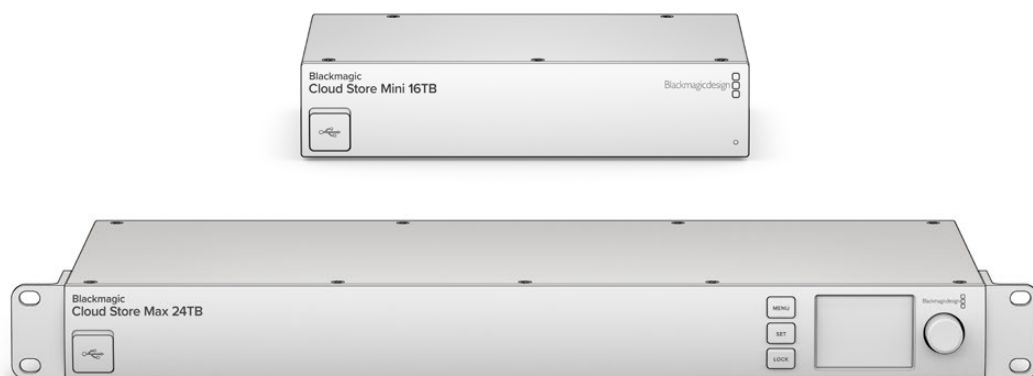 Blackmagic
Cloud Store Mini 16TB
Blackmagicdesign
Blackmagic
Cloud Store Max 24TB
MENU
SET
LOCK
Blackmagicdesign